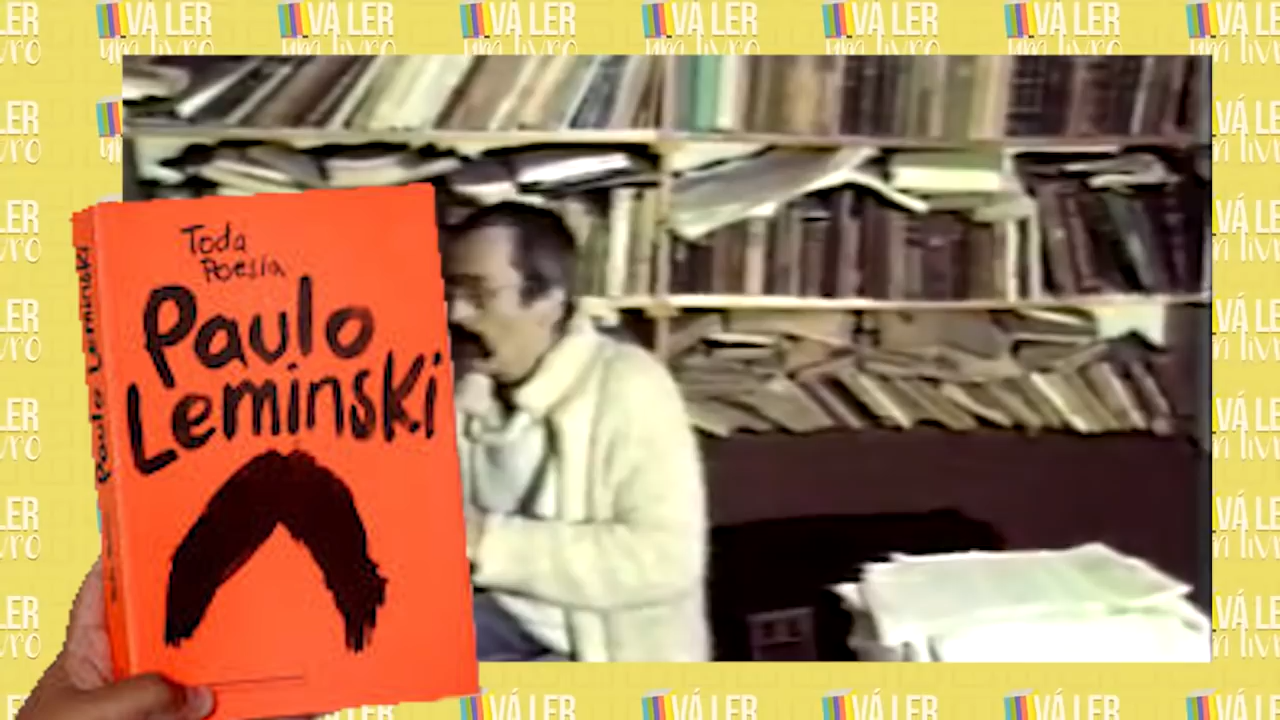 VÁ LER
um livro
Toda
Poesia
Paulo
Leminski
Paulo Leminski